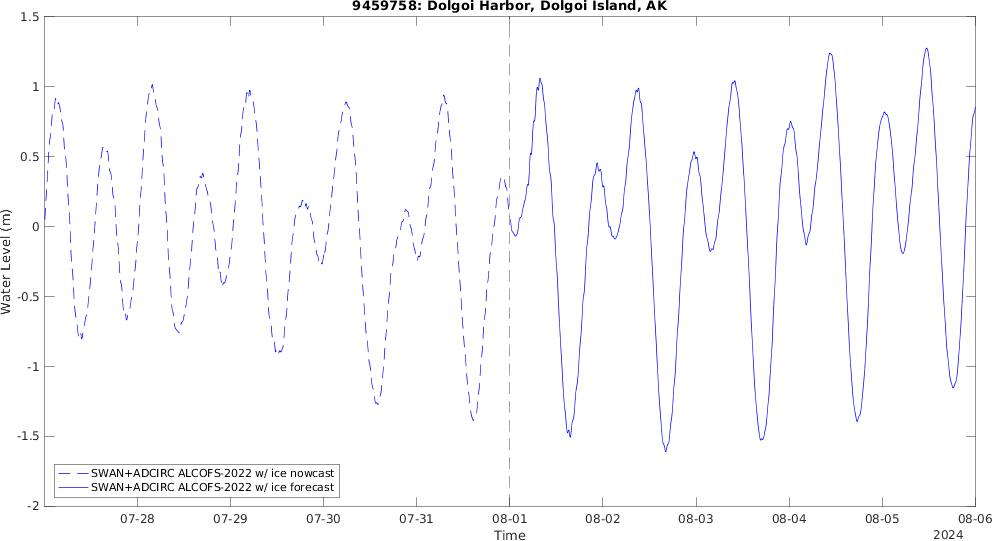 9459758: Dolgoi Harbor, Dolgoi Island, AK
1.5
1
0.5
0
-0.5
-1
-1.5
-2
Water Level (m)
SWAN+ADCIRC ALCOFS-2022 w/ ice nowcast
SWAN+ADCIRC ALCOFS-2022 w/ ice forecast
07-28 07-29 07-30 07-31 08-01 08-02 08-03 08-04 08-05 08-06
Time
2024